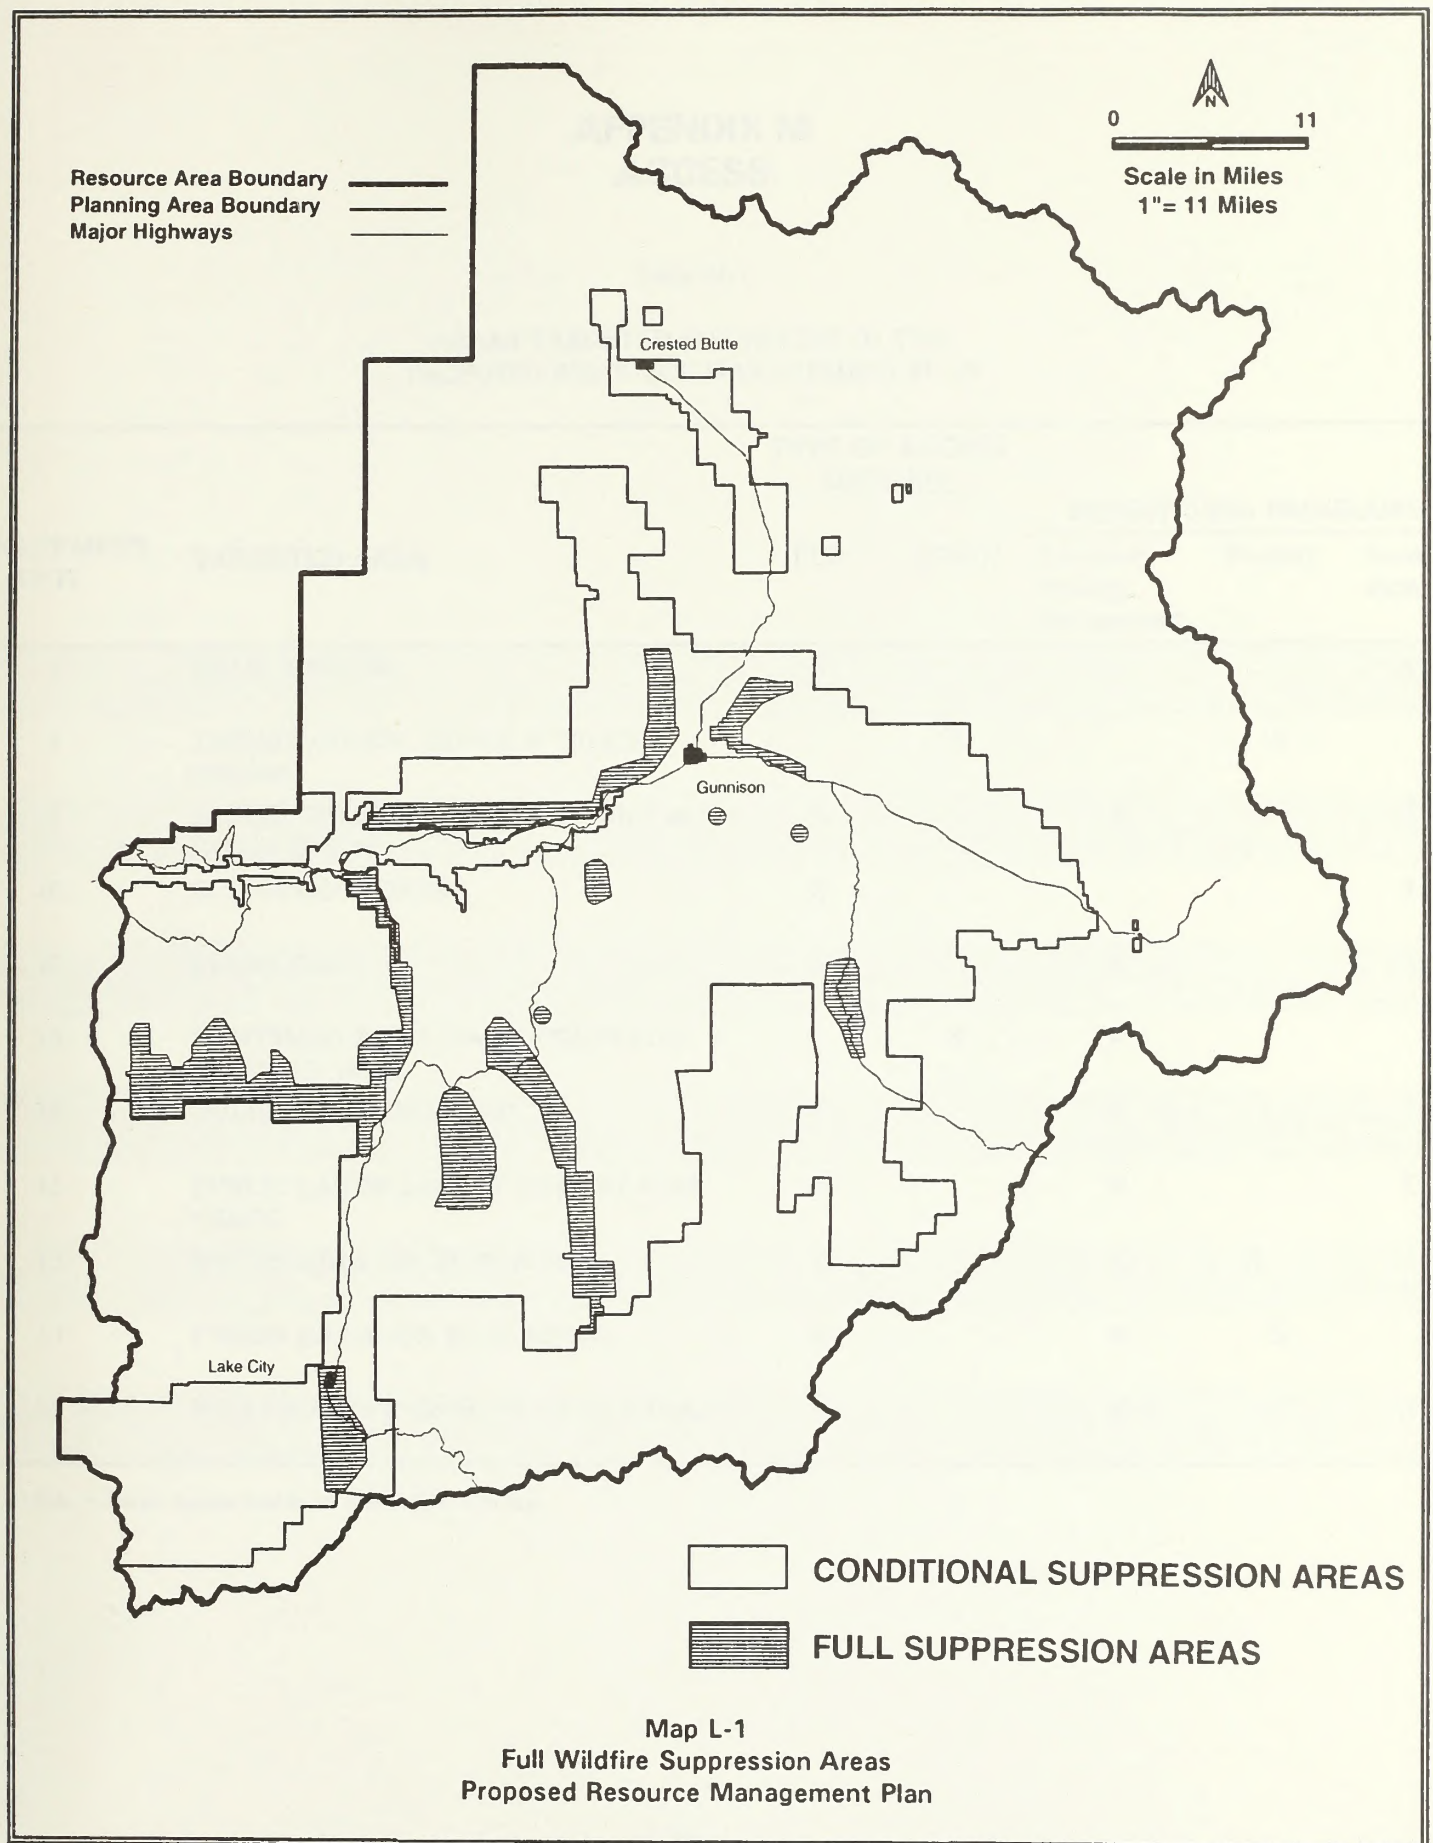 N
0 11
Scale in Miles
1"= 11 Miles
Resource Area Boundary
Planning Area Boundary
Major Highways
Crested Butte
Gunnison
Lake City
CONDITIONAL SUPPRESSION AREAS
FULL SUPPRESSION AREAS
Map L-1
Full Wildfire Suppression Areas
Proposed Resource Management Plan